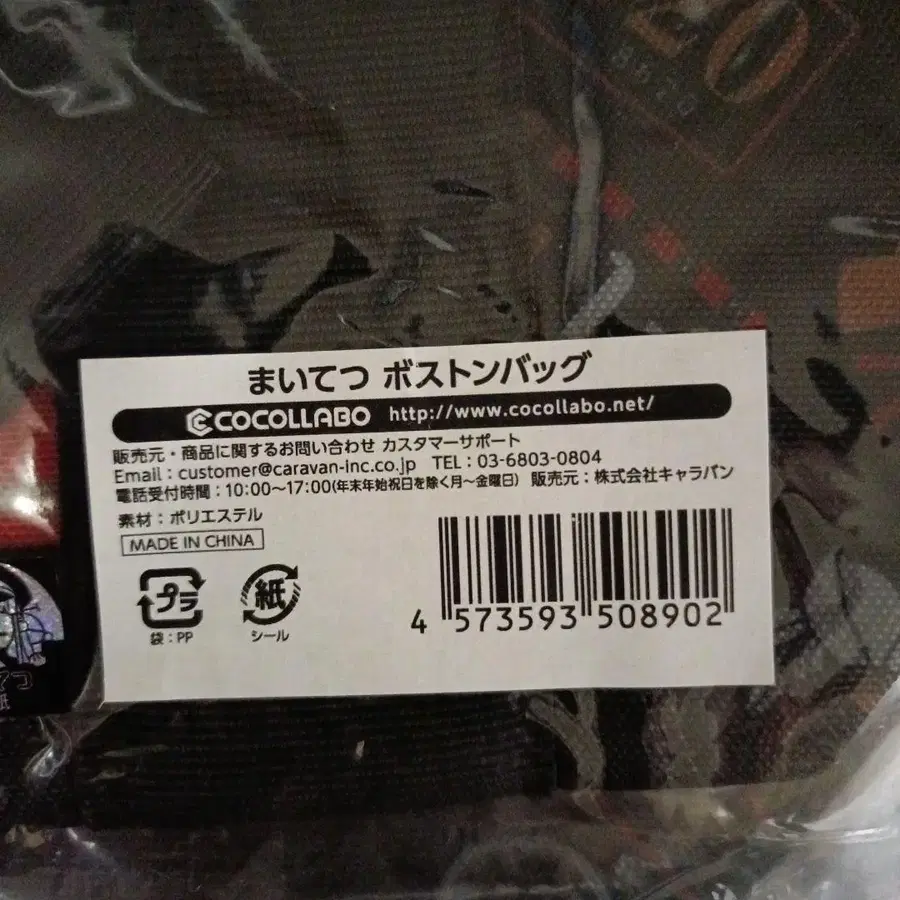 まいてつ ボストンバッグ
COCOLLABO http://www.cocollabo.net/
販売元・商品に関するお問い合わせ カスタマーサポート
Email：customer@caravan-inc.co.jp TEL：03-6803-0804
電話受付時間：10:00～17:00(年末年始祝日を除く月～金曜日) 販売元：株式会社キャラバン
素材：ポリエステル
MADE IN CHINA
プラ 紙
袋：PP シール
4 573593 508902